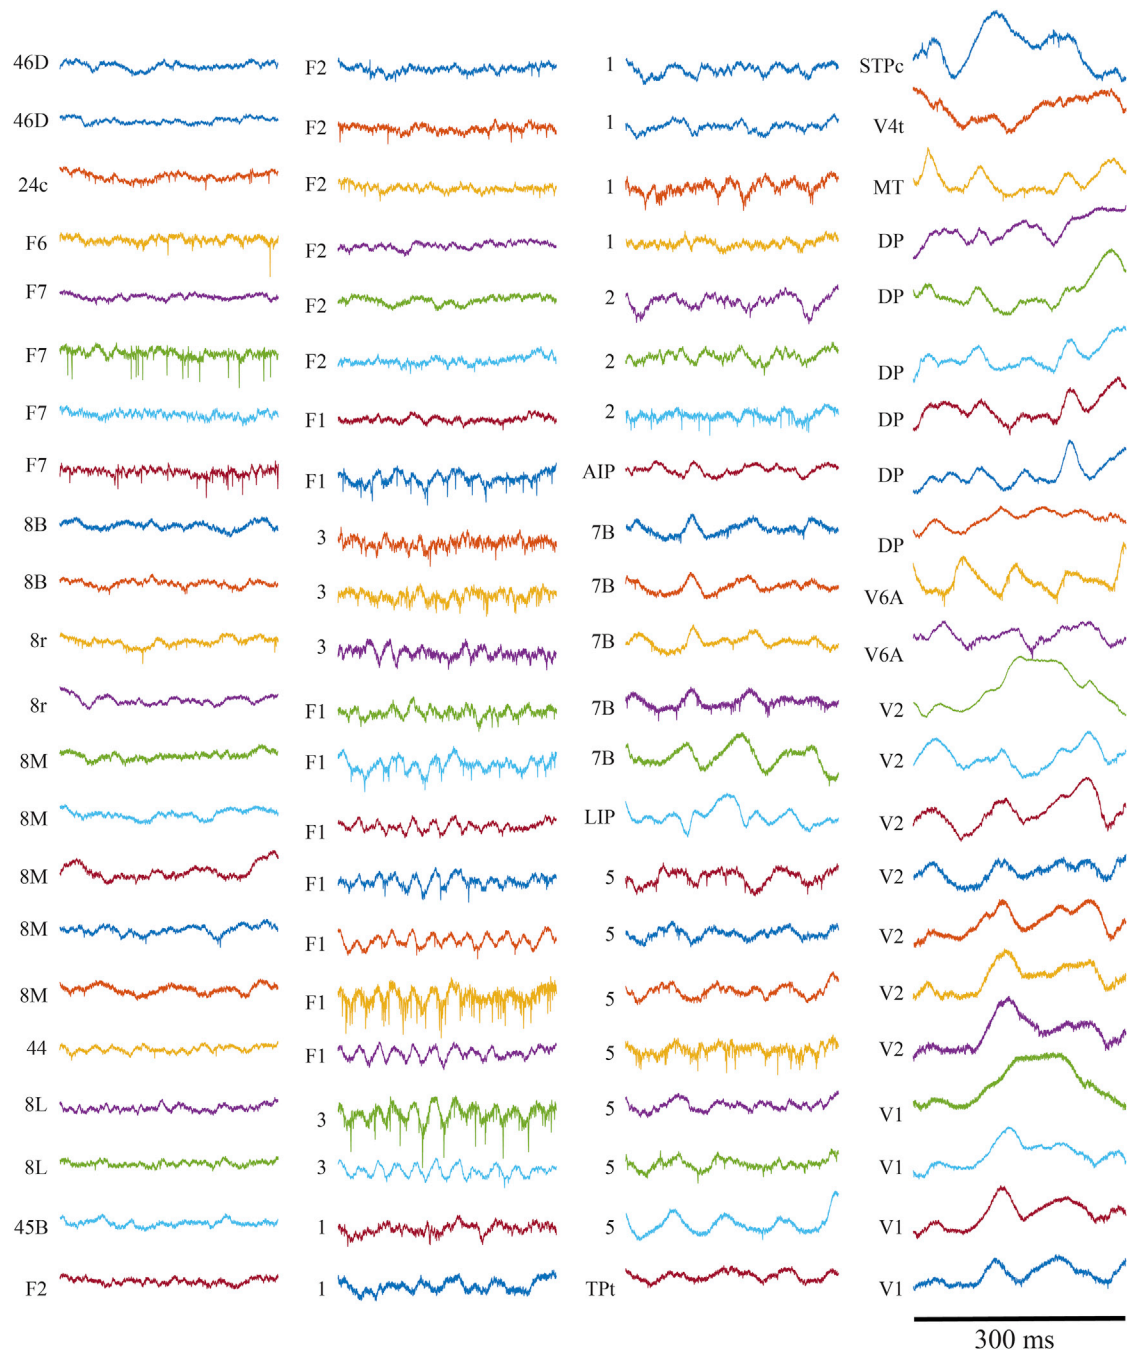 46D
46D
24c
F6
F7
F7
F7
F7
8B
8B
8r
8r
8M
8M
8M
8M
8M
44
8L
8L
45B
F2
F2
F2
F2
F2
F2
F2
F1
F1
3
3
3
F1
F1
F1
F1
F1
F1
F1
3
3
1
1
1
1
1
1
2
2
2
AIP
7B
7B
7B
7B
7B
LIP
5
5
5
5
5
5
5
TPt
STPc
V4t
MT
DP
DP
DP
DP
DP
DP
V6A
V6A
V2
V2
V2
V2
V2
V2
V2
V1
V1
V1
V1
300 ms